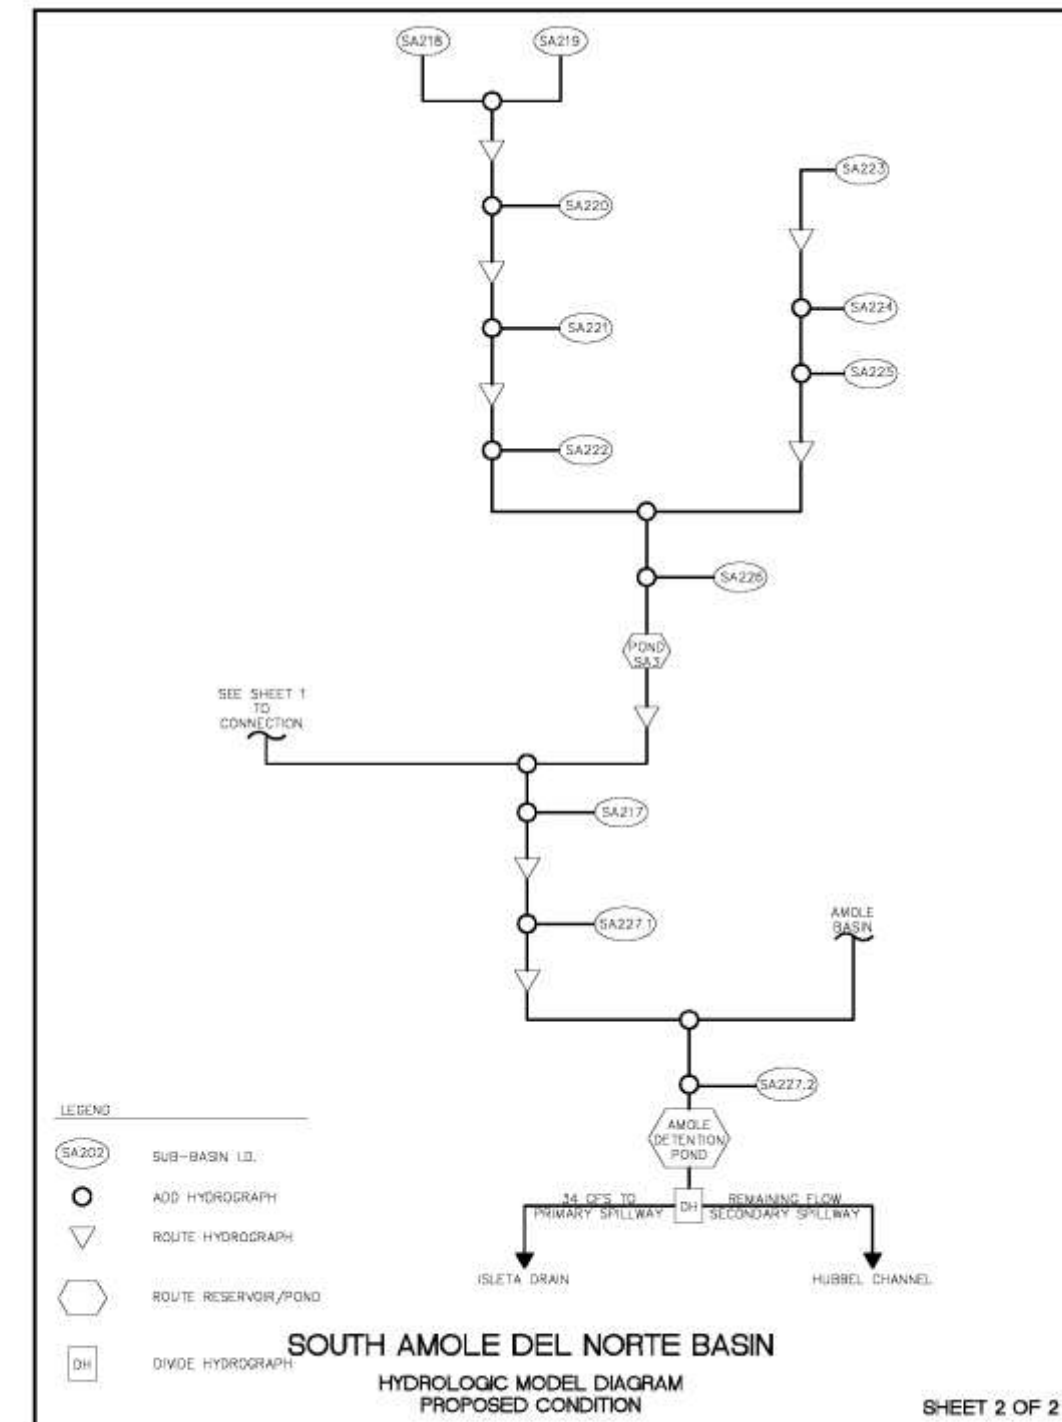 SA218
SA219
SA223
SA220
SA224
SA221
SA225
SA222
SA226
POND
SA3
SEE SHEET 1
TO
CONNECTION
SA217
SA227.1
AMOLE
BASIN
SA227.2
AMOLE
DETENTION
POND
34 CFS TO
PRIMARY SPILLWAY
DH
REMAINING FLOW
SECONDARY SPILLWAY
ISLETA DRAIN
HUBBEL CHANNEL
LEGEND
SA202
SUB-BASIN I.D.
ADD HYDROGRAPH
ROUTE HYDROGRAPH
ROUTE RESERVOIR/POND
DH
DIVIDE HYDROGRAPH
SOUTH AMOLE DEL NORTE BASIN
HYDROLOGIC MODEL DIAGRAM
PROPOSED CONDITION
SHEET 2 OF 2